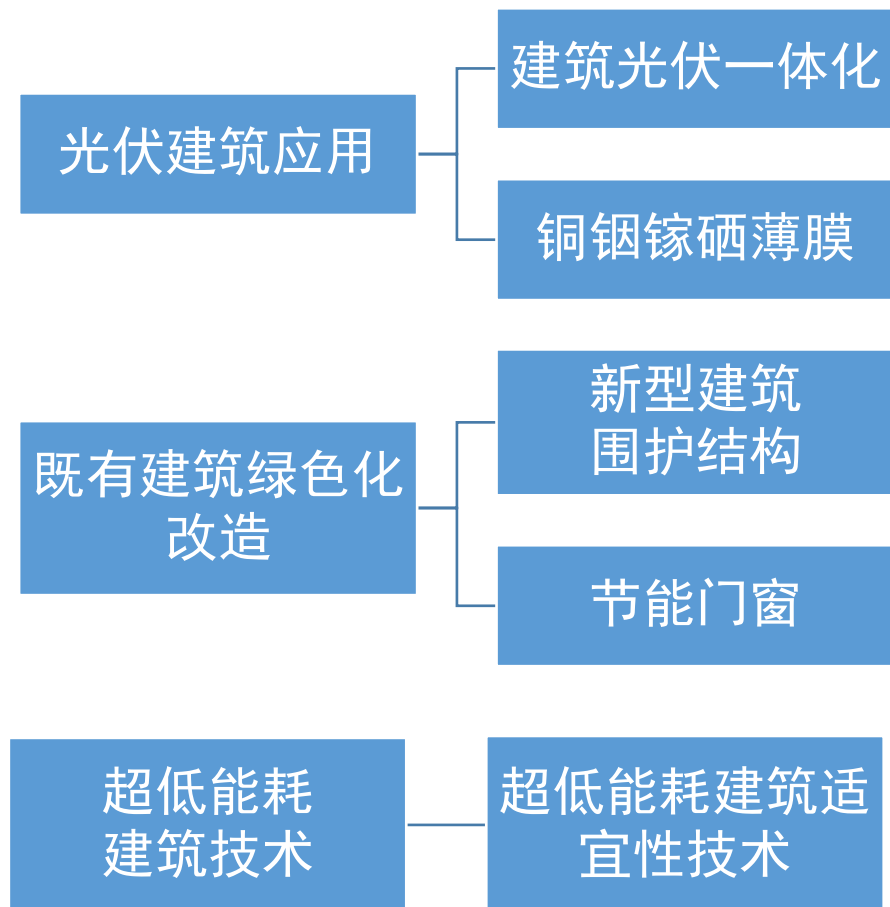 光伏建筑应用
建筑光伏一体化
铜铟镓硒薄膜
既有建筑绿色化
改造
新型建筑
围护结构
节能门窗
超低能耗
建筑技术
超低能耗建筑适
宜性技术